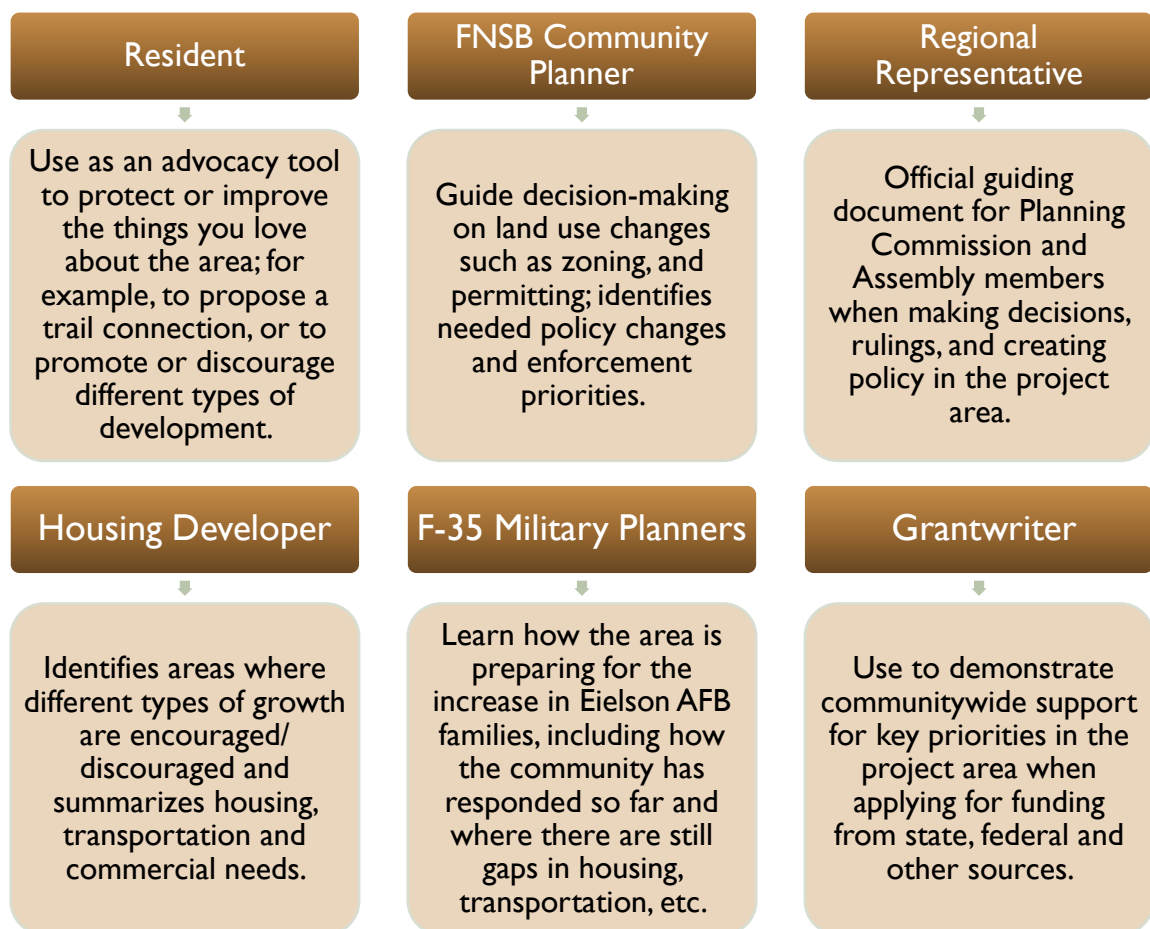 Resident
Use as an advocacy tool
to protect or improve
the things you love
about the area; for
example, to propose a
trail connection, or to
promote or discourage
different types of
development.
FNSB Community
Planner
Guide decision-making
on land use changes
such as zoning, and
permitting; identifies
needed policy changes
and enforcement
priorities.
Regional
Representative
Official guiding
document for Planning
Commission and
Assembly members
when making decisions,
rulings, and creating
policy in the project
area.
Housing Developer
Identifies areas where
different types of growth
are encouraged/
discouraged and
summarizes housing,
transportation and
commercial needs.
F-35 Military Planners
Learn how the area is
preparing for the
increase in Eielson AFB
families, including how
the community has
responded so far and
where there are still
gaps in housing,
transportation, etc.
Grantwriter
Use to demonstrate
communitywide support
for key priorities in the
project area when
applying for funding
from state, federal and
other sources.